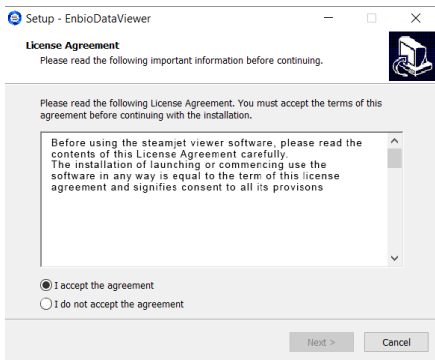 Setup - EnbioDataViewer
License Agreement
Please read the following important information before continuing.
Please read the following License Agreement. You must accept the terms of this
agreement before continuing with the installation.
Before using the steamjet viewer software, please read the
contents of this License Agreement carefully.
The installation of launching or commencing use the
software in any way is equal to the term of this license
agreement and signifies consent to all its provisons
I accept the agreement
I do not accept the agreement
Next >
Cancel